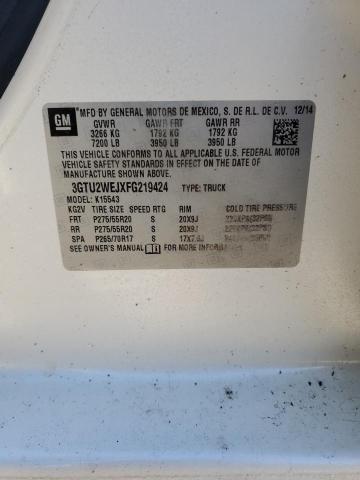 GM
MFD BY GENERAL MOTORS DE MEXICO, S. DE R.L. DE C.V. 12/14
GVWR GAWR FRT GAWR RR
3266 KG 1792 KG 1792 KG
7200 LB 3950 LB 3950 LB
THIS VEHICLE CONFORMS TO ALL APPLICABLE U.S. FEDERAL MOTOR
VEHICLE SAFETY STANDARDS IN EFFECT ON THE DATE OF
MANUFACTURE SHOWN ABOVE.
3GTU2WEJXFG219424 TYPE: TRUCK
MODEL: K15543
KG2V TIRE SIZE SPEED RTG RIM COLD TIRE PRESSURE
FRT P275/55R20 S 20X9J
RR P275/55R20 S 20X9J
SPA P265/70R17 S
SEE OWNER'S MANUAL FOR MORE INFORMATION.